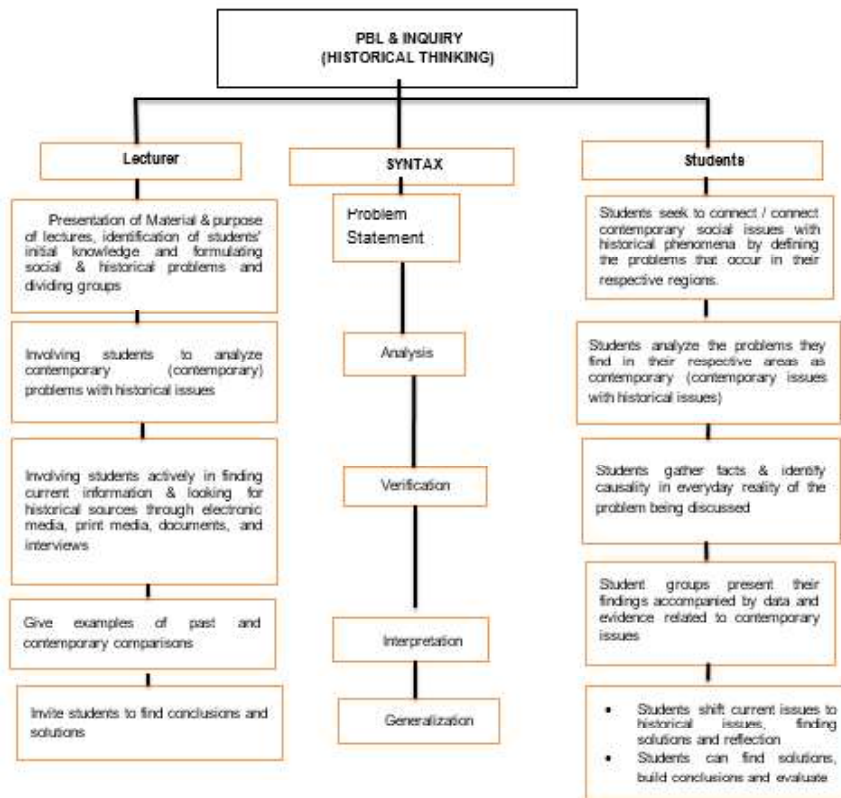 PBL & INQUIRY
(HISTORICAL THINKING)
Lecturer
SYNTAX
Students
Presentation of Material & purpose
of lectures, identification of students'
initial knowledge and formulating
social & historical problems and
dividing groups
Problem
Statement
Students seek to connect / connect
contemporary social issues with
historical phenomena by defining
the problems that occur in their
respective regions.
Involving students to analyze
contemporary (contemporary)
problems with historical issues
Analysis
Students analyze the problems they
find in their respective areas as
contemporary (contemporary issues
with historical issues)
Involving students actively in finding
current information & looking for
historical sources through electronic
media, print media, documents, and
interviews
Verification
Students gather facts & identify
causality in everyday reality of the
problem being discussed
Give examples of past and
contemporary comparisons
Interpretation
Student groups present their
findings accompanied by data and
evidence related to contemporary
issues
Invite students to find conclusions and
solutions
Generalization
• Students shift current issues to
historical issues, finding
solutions and reflection
• Students can find solutions,
build conclusions and evaluate